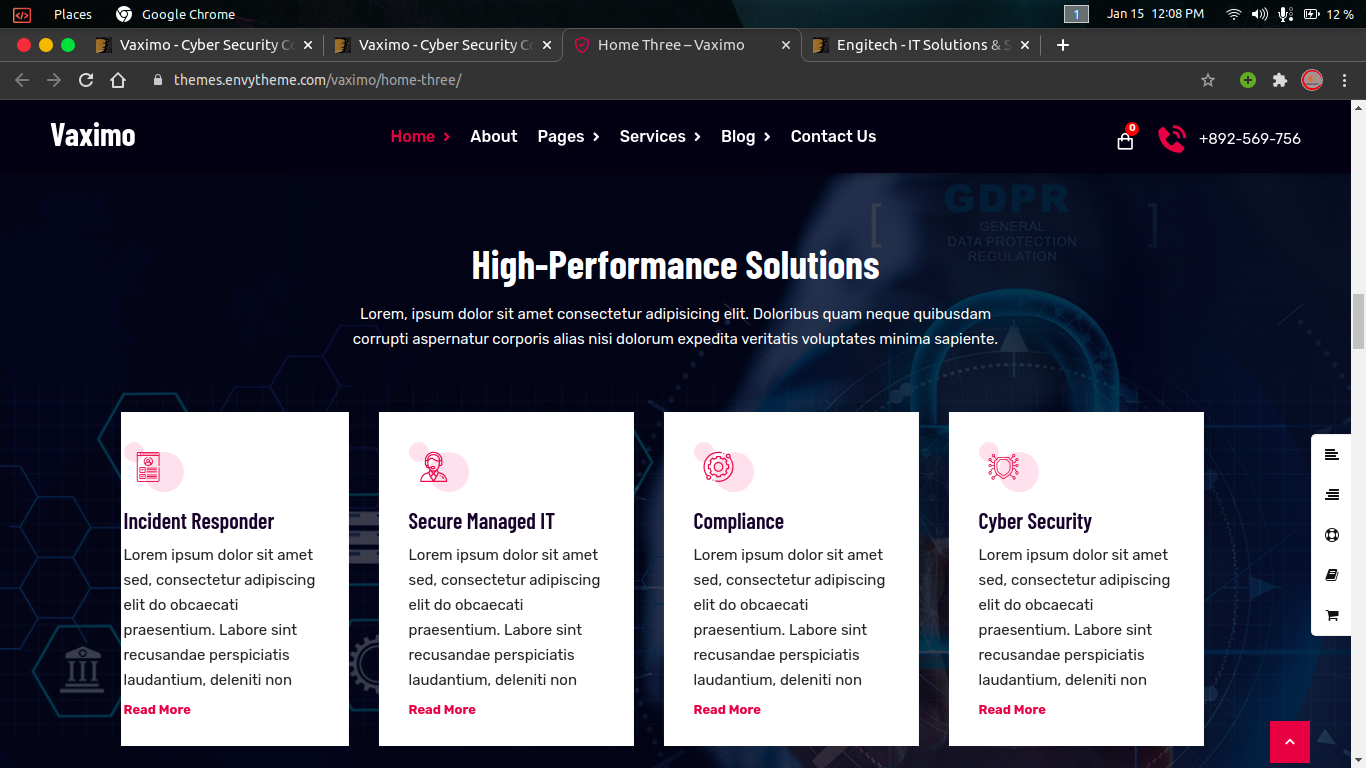 Places Google Chrome 1 Jan 15 12:08 PM 12 %
Vaximo - Cyber Security C Vaximo - Cyber Security C Home Three – Vaximo Engitech - IT Solutions & S
themes.envytheme.com/vaximo/home-three/
Vaximo Home About Pages Services Blog Contact Us 0 +892-569-756
GDPR
GENERAL
DATA PROTECTION
REGULATION
High-Performance Solutions
Lorem, ipsum dolor sit amet consectetur adipisicing elit. Doloribus quam neque quibusdam
corrupti aspernatur corporis alias nisi dolorum expedita veritatis voluptates minima sapiente.
Incident Responder
Lorem ipsum dolor sit amet
sed, consectetur adipiscing
elit do obcaecati
praesentium. Labore sint
recusandae perspiciatis
laudantium, deleniti non
Read More
Secure Managed IT
Lorem ipsum dolor sit amet
sed, consectetur adipiscing
elit do obcaecati
praesentium. Labore sint
recusandae perspiciatis
laudantium, deleniti non
Read More
Compliance
Lorem ipsum dolor sit amet
sed, consectetur adipiscing
elit do obcaecati
praesentium. Labore sint
recusandae perspiciatis
laudantium, deleniti non
Read More
Cyber Security
Lorem ipsum dolor sit amet
sed, consectetur adipiscing
elit do obcaecati
praesentium. Labore sint
recusandae perspiciatis
laudantium, deleniti non
Read More